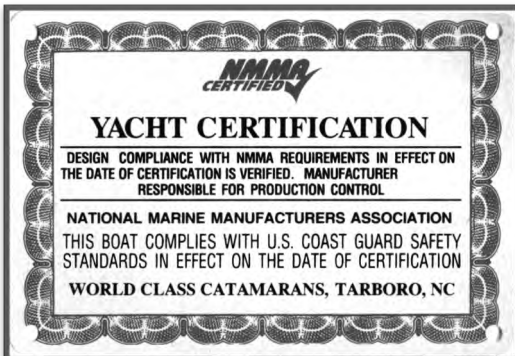 NMMA
CERTIFIED
YACHT CERTIFICATION
DESIGN COMPLIANCE WITH NMMA REQUIREMENTS IN EFFECT ON
THE DATE OF CERTIFICATION IS VERIFIED. MANUFACTURER
RESPONSIBLE FOR PRODUCTION CONTROL
NATIONAL MARINE MANUFACTURERS ASSOCIATION
THIS BOAT COMPLIES WITH U.S. COAST GUARD SAFETY
STANDARDS IN EFFECT ON THE DATE OF CERTIFICATION
WORLD CLASS CATAMARANS, TARBORO, NC